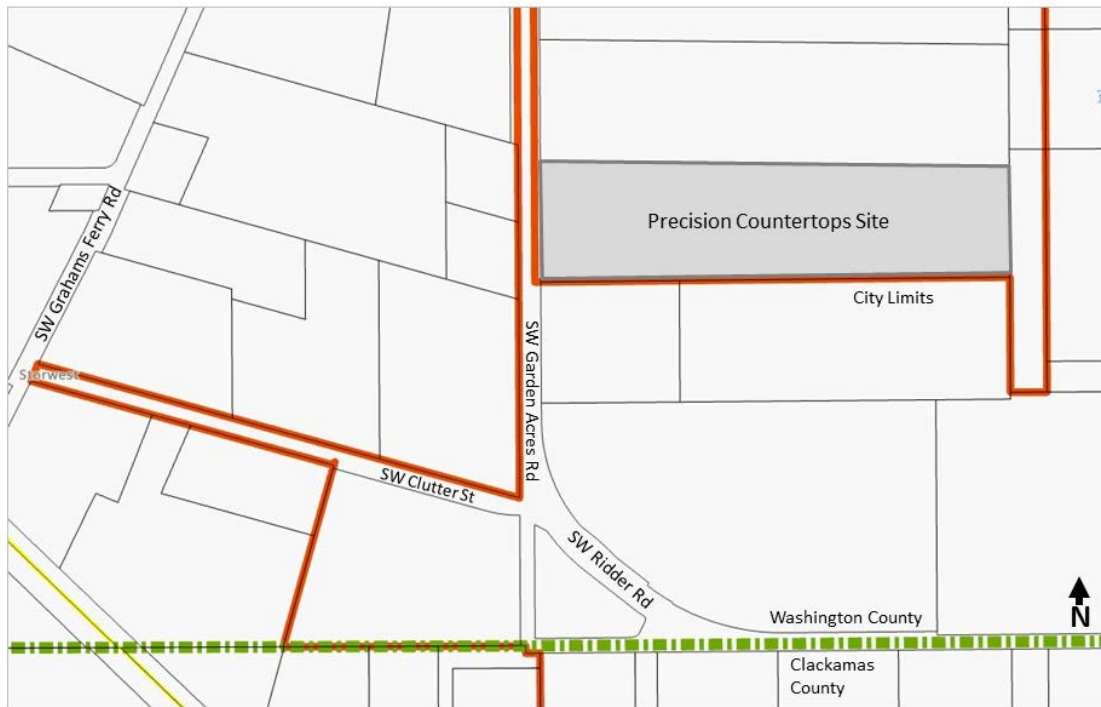 SW Grahams Ferry Rd
Precision Countertops Site
City Limits
SW Garden Acres Rd
Storwest
SW Clutter St
SW Ridder Rd
Washington County
N
Clackamas
County